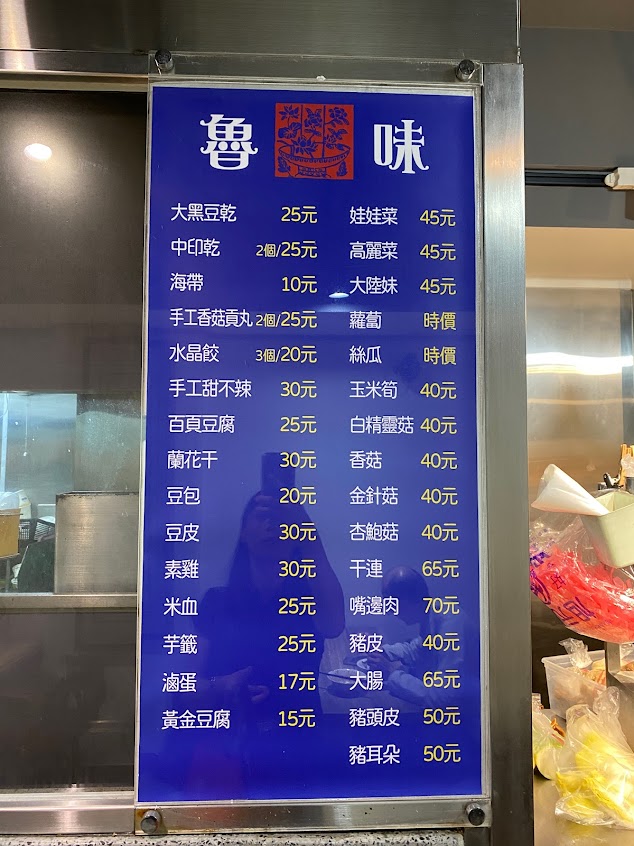 魯味
大黑豆乾 25元
中印乾 2個/25元
海帶 10元
手工香菇貢丸 2個/25元
水晶餃 3個/20元
手工甜不辣 30元
百頁豆腐 25元
蘭花干 30元
豆包 20元
豆皮 30元
素雞 30元
米血 25元
芋籤 25元
滷蛋 17元
黃金豆腐 15元
娃娃菜 45元
高麗菜 45元
大陸妹 45元
蘿蔔 時價
絲瓜 時價
玉米筍 40元
白精靈菇 40元
香菇 40元
金針菇 40元
杏鮑菇 40元
干連 65元
嘴邊肉 70元
豬皮 40元
大腸 65元
豬頭皮 50元
豬耳朵 50元